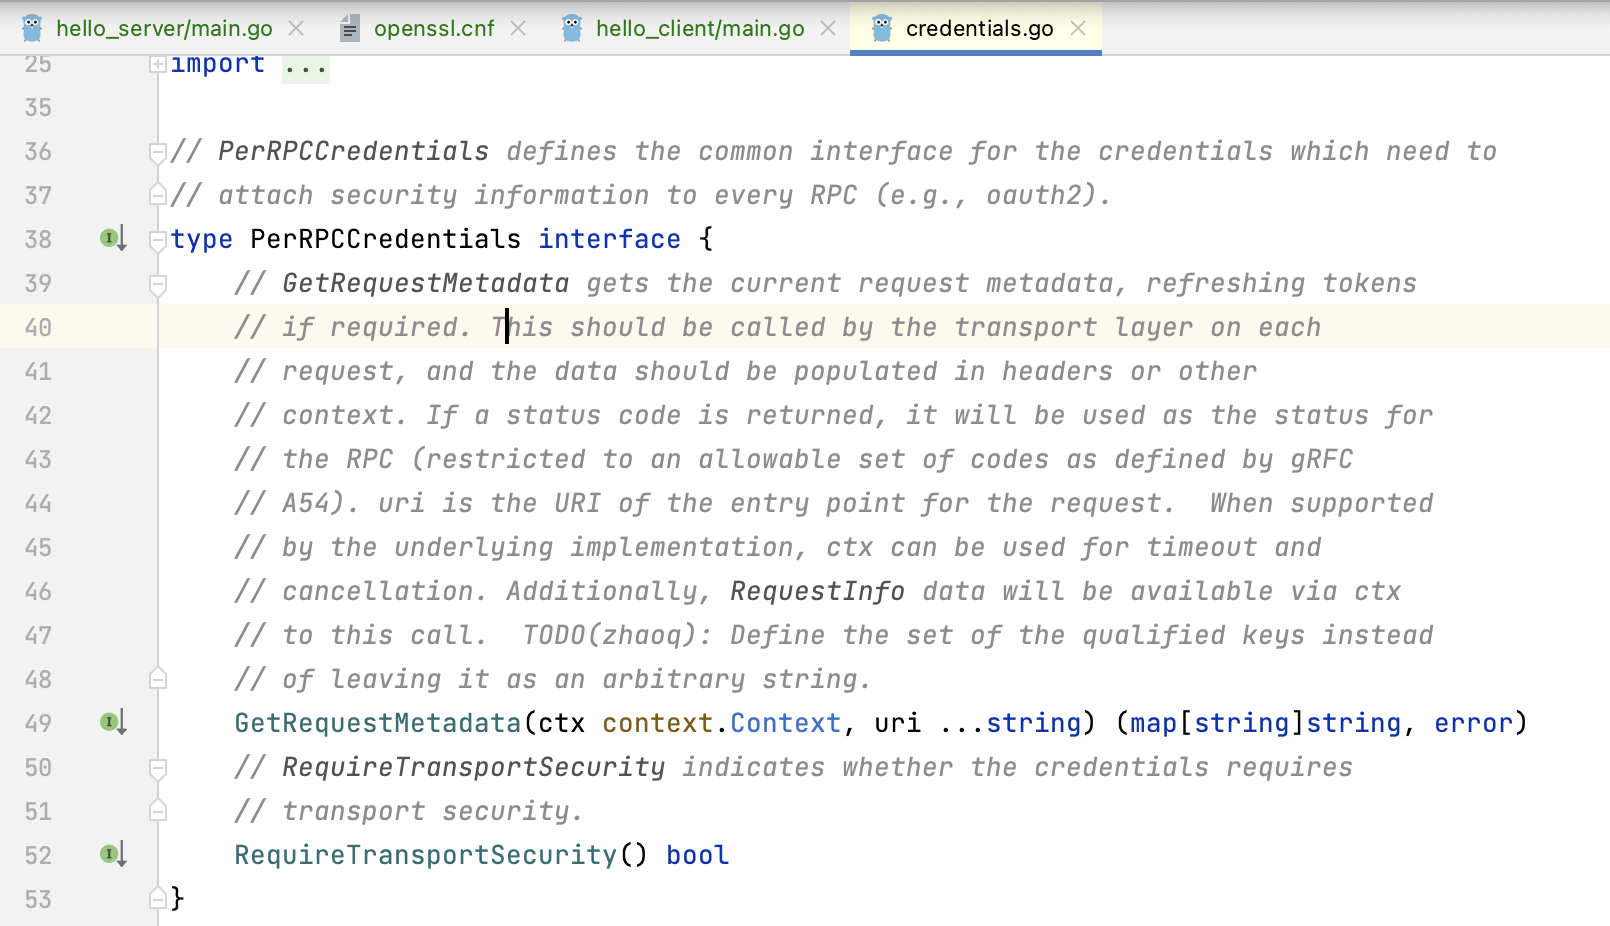 hello_server/main.go openssl.cnf hello_client/main.go credentials.go
25 import ...
35
36 // PerRPCCredentials defines the common interface for the credentials which need to
37 // attach security information to every RPC (e.g., oauth2).
38 type PerRPCCredentials interface {
39 // GetRequestMetadata gets the current request metadata, refreshing tokens
40 // if required. This should be called by the transport layer on each
41 // request, and the data should be populated in headers or other
42 // context. If a status code is returned, it will be used as the status for
43 // the RPC (restricted to an allowable set of codes as defined by gRFC
44 // A54). uri is the URI of the entry point for the request.  When supported
45 // by the underlying implementation, ctx can be used for timeout and
46 // cancellation. Additionally, RequestInfo data will be available via ctx
47 // to this call.  TODO(zhaoq): Define the set of the qualified keys instead
48 // of leaving it as an arbitrary string.
49 GetRequestMetadata(ctx context.Context, uri ...string) (map[string]string, error)
50 // RequireTransportSecurity indicates whether the credentials requires
51 // transport security.
52 RequireTransportSecurity() bool
53 }